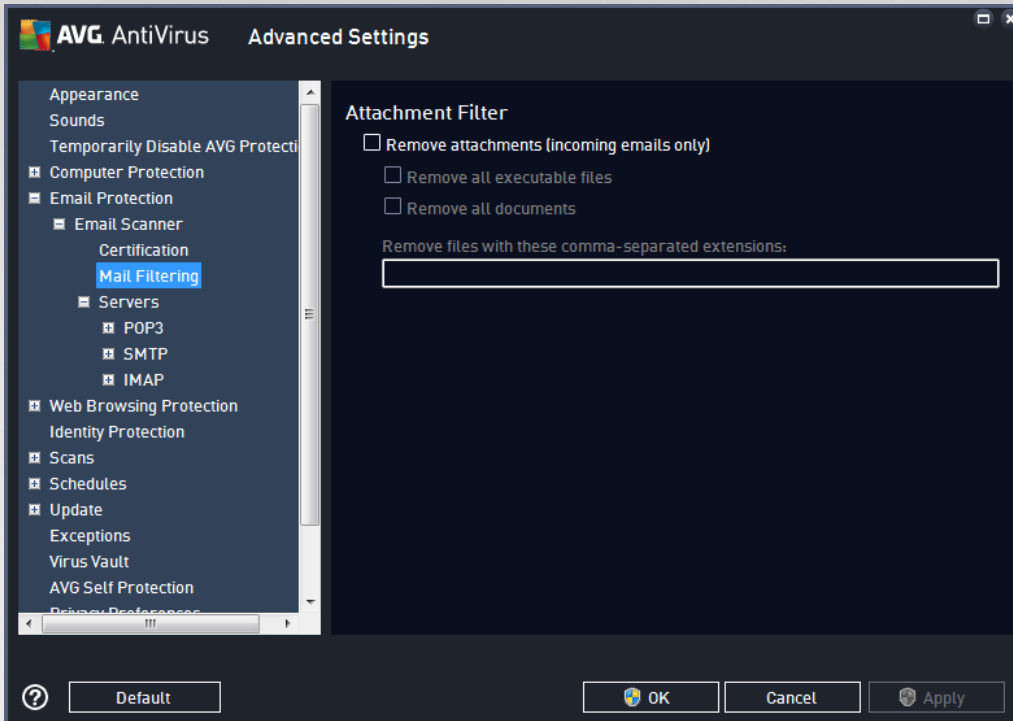 AVG. AntiVirus Advanced Settings
Appearance
Sounds
Temporarily Disable AVG Protecti
Computer Protection
Email Protection
Email Scanner
Certification
Mail Filtering
Servers
POP3
SMTP
IMAP
Web Browsing Protection
Identity Protection
Scans
Schedules
Update
Exceptions
Virus Vault
AVG Self Protection
Privacy Preferences
Attachment Filter
Remove attachments (incoming emails only)
Remove all executable files
Remove all documents
Remove files with these comma-separated extensions:
? Default OK Cancel Apply